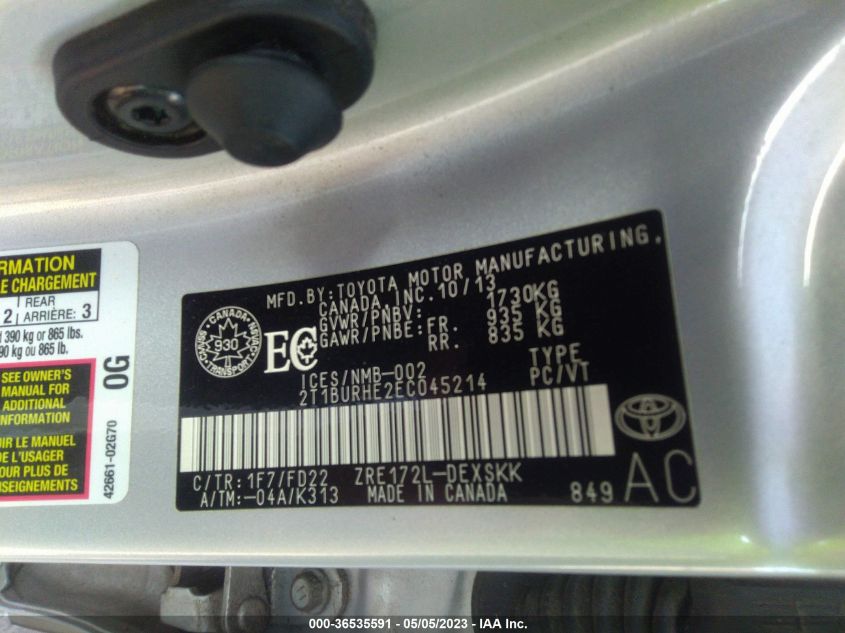 MFD.BY:TOYOTA MOTOR MANUFACTURING.
CANADA, INC. 10/13
GVWR/PNBV: 1730KG
GAWR/PNBE: FR. 935 KG
RR. 835 KG
CANADA
930
EC
ICES/NMB-002
TYPE
2T1BURHE2EC045214
PC/VT
C/TR: 1F7/FD22 ZRE172L-DEXSKK
A/TM:-04A/K313 MADE IN CANADA
849
AC
RMATION
E CHARGEMENT
REAR
2 ARRIÈRE: 3
390 kg or 865 lbs.
90 kg ou 865 lb.
SEE OWNER'S
MANUAL FOR
ADDITIONAL
INFORMATION
OIR LE MANUEL
DE L'USAGER
POUR PLUS DE
NSEIGNEMENTS
0G
42661-02G70
000-36535591 - 05/05/2023 - IAA Inc.